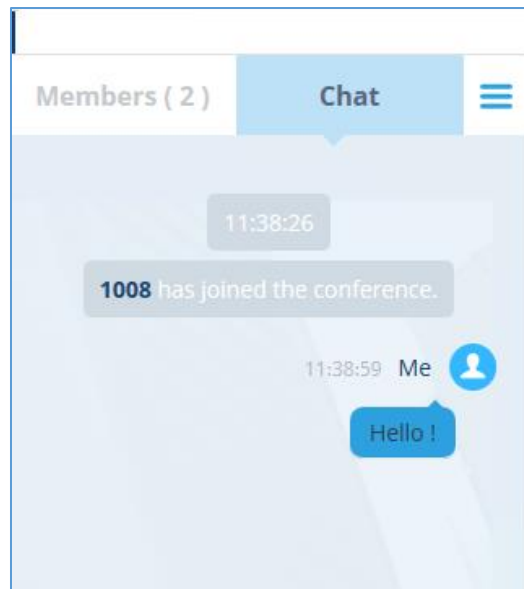 Members ( 2 ) Chat
11:38:26
1008 has joined the conference.
11:38:59 Me
Hello !